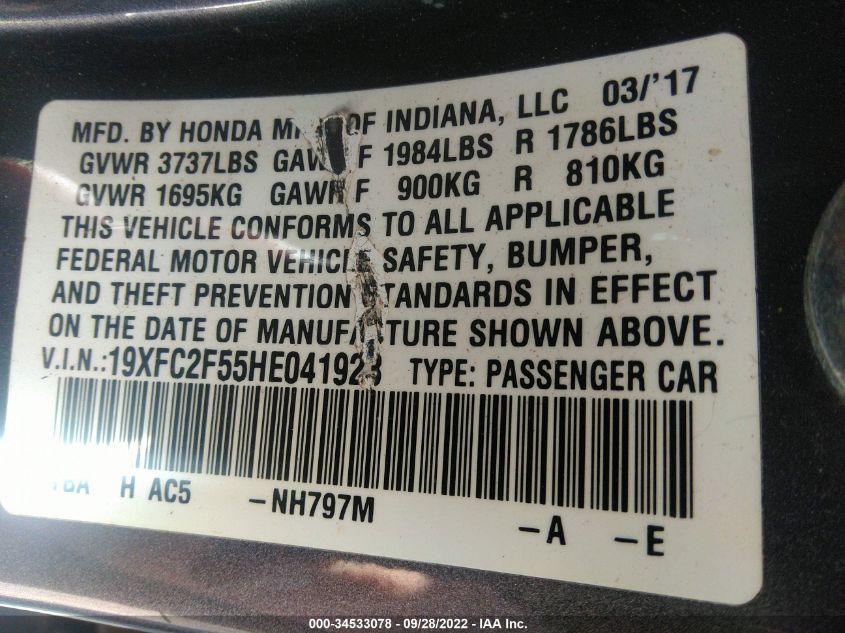 MFD. BY HONDA OF INDIANA, LLC 03/'17
GVWR 3737LBS F 1984LBS R 1786LBS
GVWR 1695KG GAWR F 900KG R 810KG
THIS VEHICLE CONFORMS TO ALL APPLICABLE
FEDERAL MOTOR VEHICLE SAFETY, BUMPER,
AND THEFT PREVENTION STANDARDS IN EFFECT
ON THE DATE OF MANUFACTURE SHOWN ABOVE.
V.I.N.: TYPE: PASSENGER CAR
H AC5 -NH797M -A -E
000-34533078 - 09/28/2022 - IAA Inc.